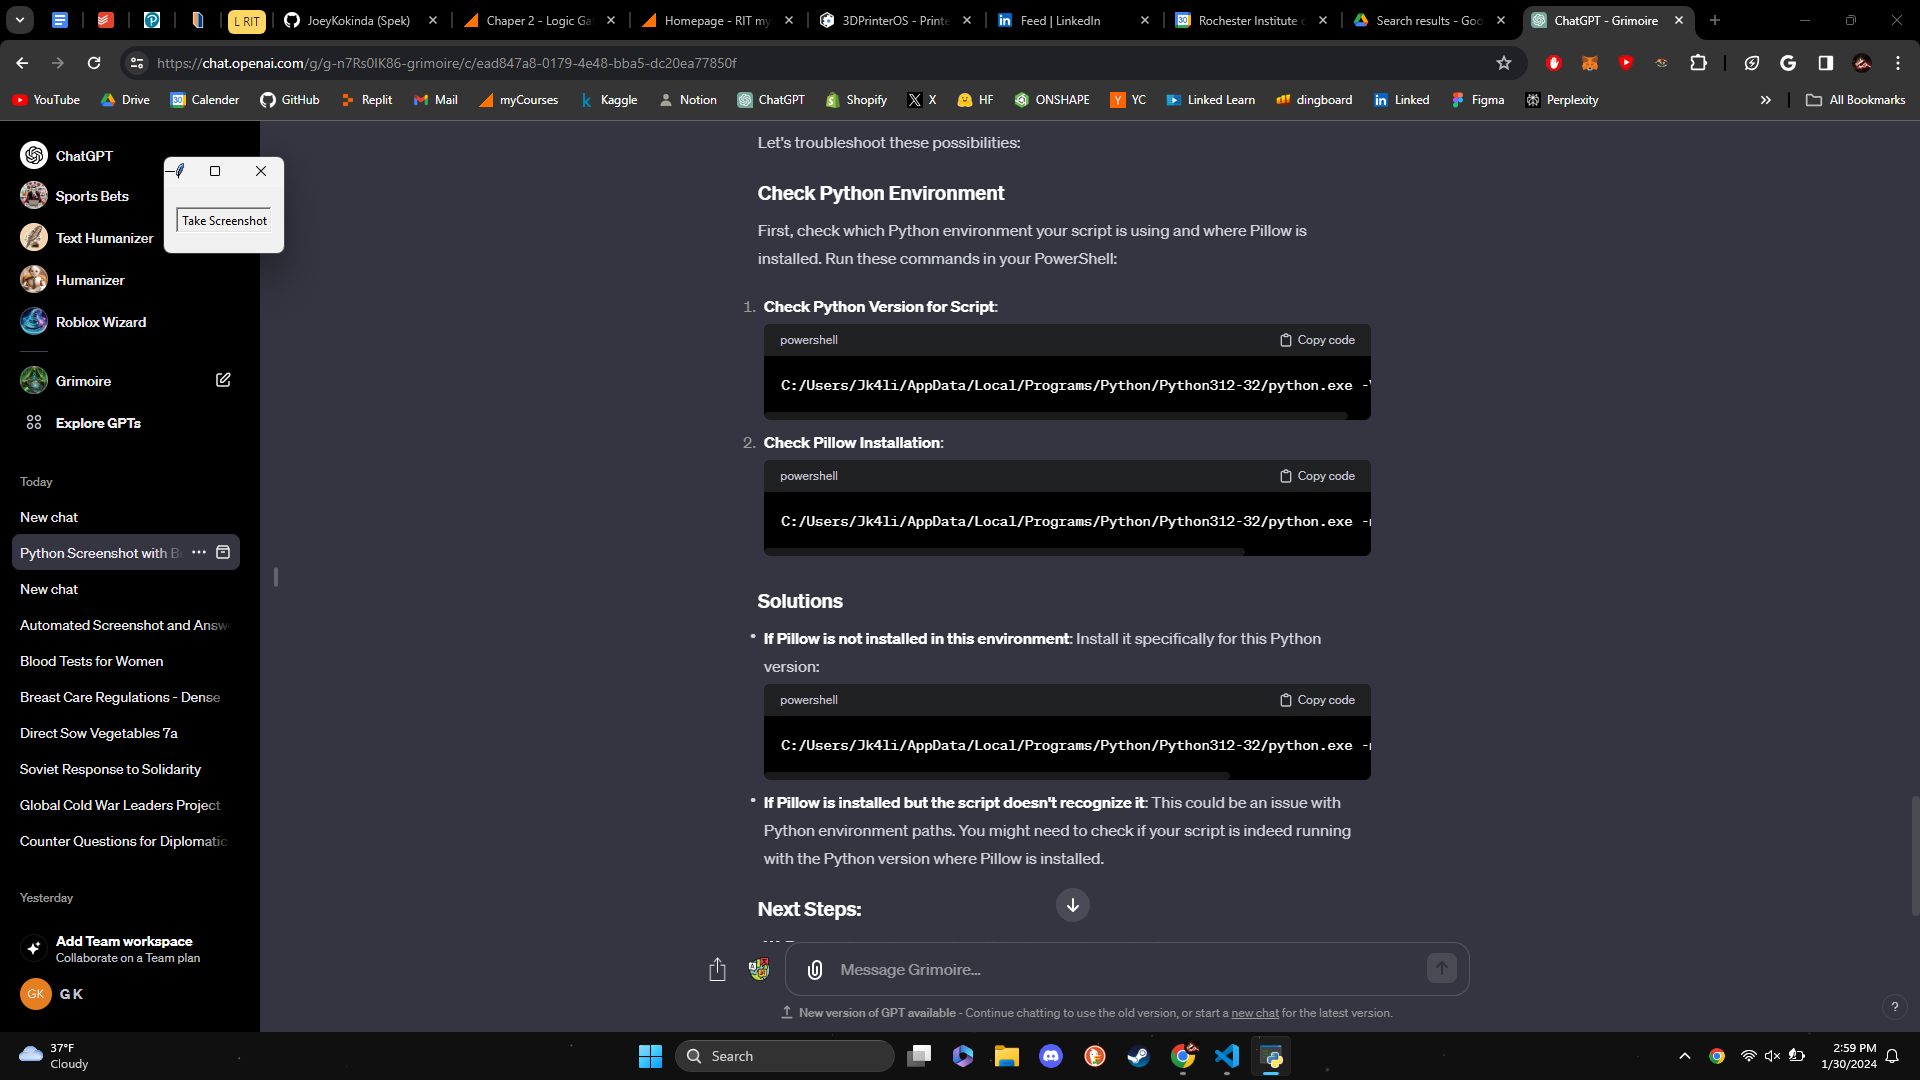 L RIT
JoeyKokinda (Spek)
Chaper 2 - Logic Ga
Homepage - RIT my
3DPrinterOS - Printe
Feed | LinkedIn
Rochester Institute
Search results - Goo
ChatGPT - Grimoire
https://chat.openai.com/g/g-n7Rs0IK86-grimoire/c/ead847a8-0179-4e48-bba5-dc20ea77850f
YouTube
Drive
Calender
GitHub
Replit
Mail
myCourses
Kaggle
Notion
ChatGPT
Shopify
X
HF
ONSHAPE
YC
Linked Learn
dingboard
Linked
Figma
Perplexity
All Bookmarks
ChatGPT
Sports Bets
Text Humanizer
Humanizer
Roblox Wizard
Grimoire
Explore GPTs
Take Screenshot
Today
New chat
Python Screenshot with B
New chat
Automated Screenshot and Answ
Blood Tests for Women
Breast Care Regulations - Dense
Direct Sow Vegetables 7a
Soviet Response to Solidarity
Global Cold War Leaders Project
Counter Questions for Diplomatic
Yesterday
Add Team workspace
Collaborate on a Team plan
GK
G K
Let's troubleshoot these possibilities:
Check Python Environment
First, check which Python environment your script is using and where Pillow is
installed. Run these commands in your PowerShell:
1. Check Python Version for Script:
powershell
Copy code
C:/Users/Jk4li/AppData/Local/Programs/Python/Python312-32/python.exe -
2. Check Pillow Installation:
powershell
Copy code
C:/Users/Jk4li/AppData/Local/Programs/Python/Python312-32/python.exe -
Solutions
• If Pillow is not installed in this environment: Install it specifically for this Python
version:
powershell
Copy code
C:/Users/Jk4li/AppData/Local/Programs/Python/Python312-32/python.exe -
• If Pillow is installed but the script doesn't recognize it: This could be an issue with
Python environment paths. You might need to check if your script is indeed running
with the Python version where Pillow is installed.
Next Steps:
Message Grimoire...
New version of GPT available - Continue chatting to use the old version, or start a new chat for the latest version.
?
37°F
Cloudy
Search
2:59 PM
1/30/2024